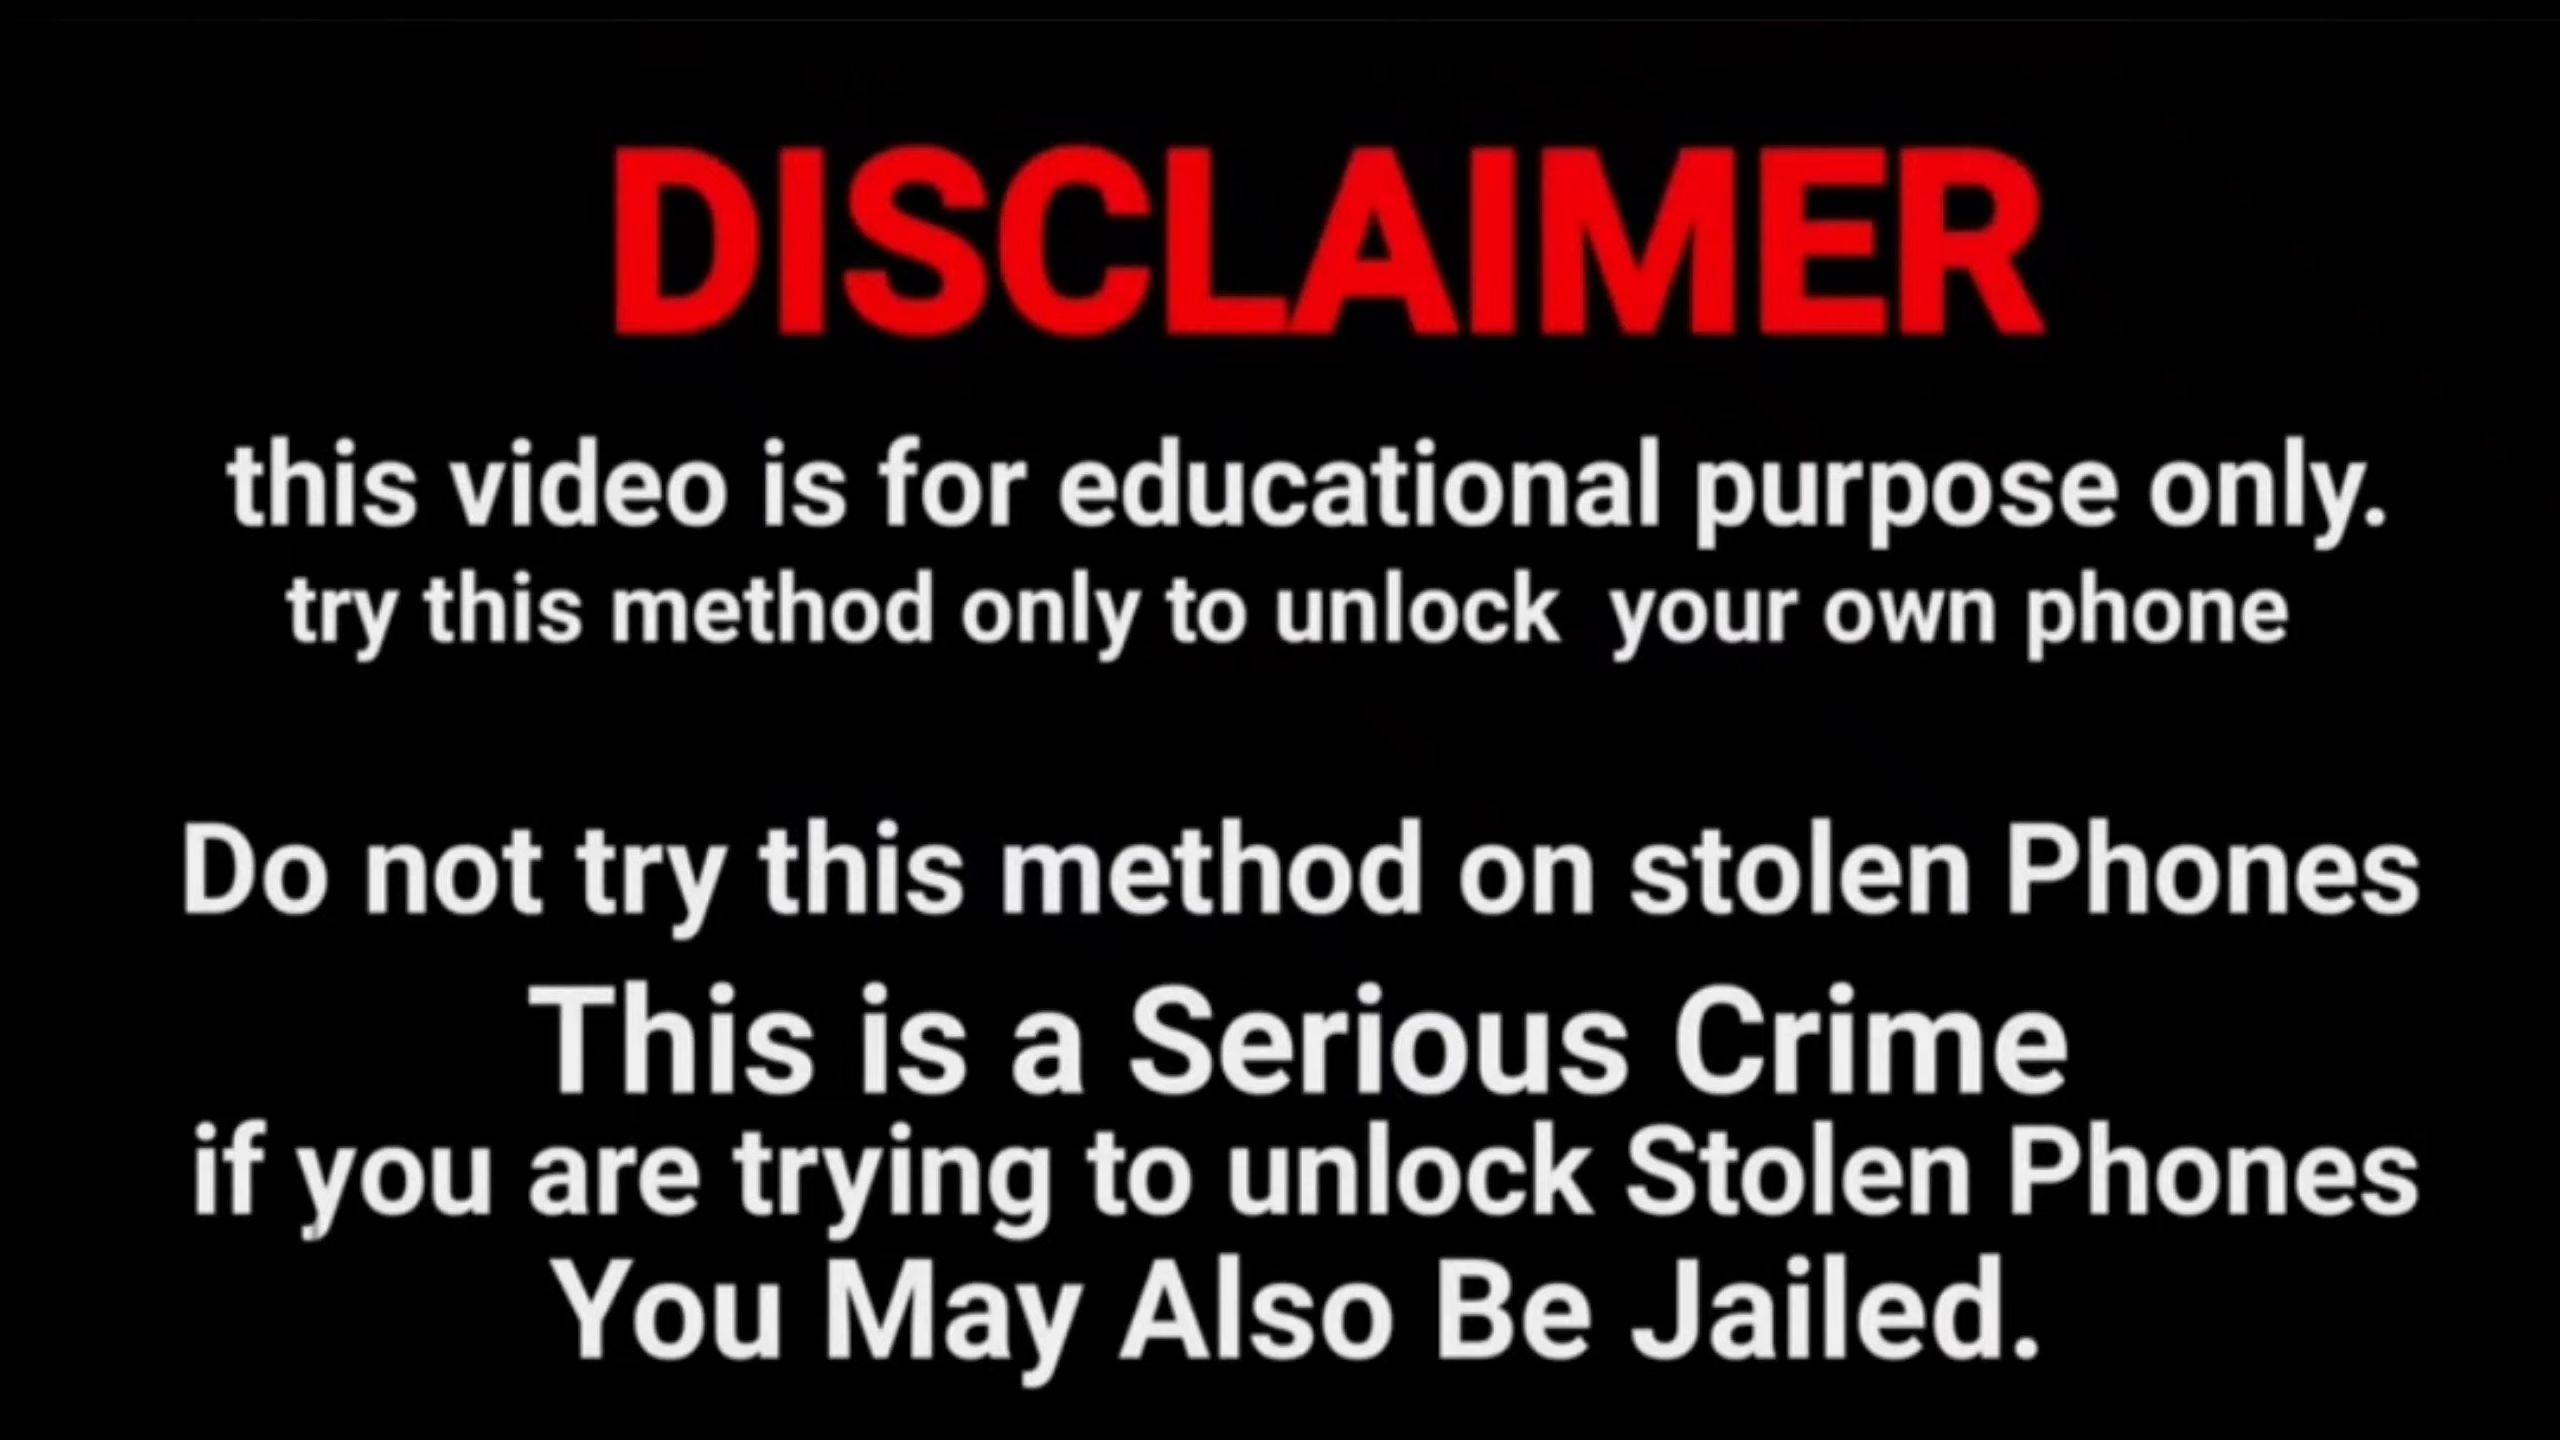 DISCLAIMER
this video is for educational purpose only.
try this method only to unlock  your own phone
Do not try this method on stolen Phones
This is a Serious Crime
if you are trying to unlock Stolen Phones
You May Also Be Jailed.